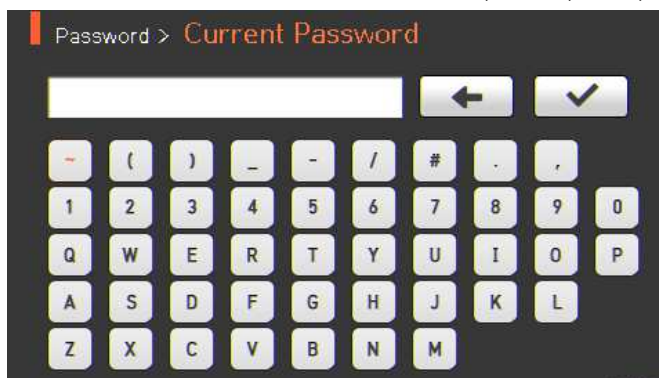 Password > Current Password
~ ( ) _ - / # . ,
1 2 3 4 5 6 7 8 9 0
Q W E R T Y U I O P
A S D F G H J K L
Z X C V B N M